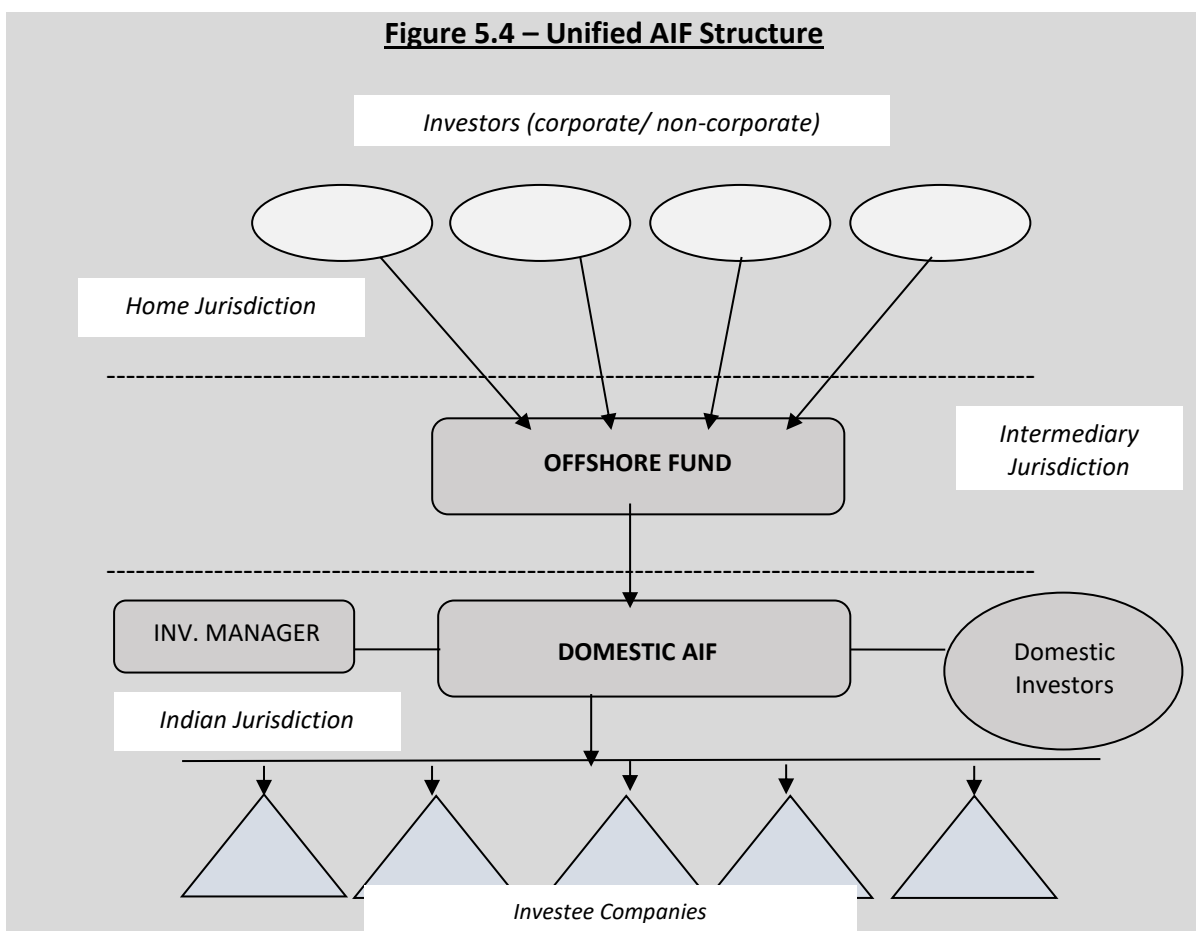 Figure 5.4 – Unified AIF Structure
Investors (corporate/ non-corporate)
Home Jurisdiction
Intermediary
Jurisdiction
OFFSHORE FUND
INV. MANAGER
DOMESTIC AIF
Domestic
Investors
Indian Jurisdiction
Investee Companies